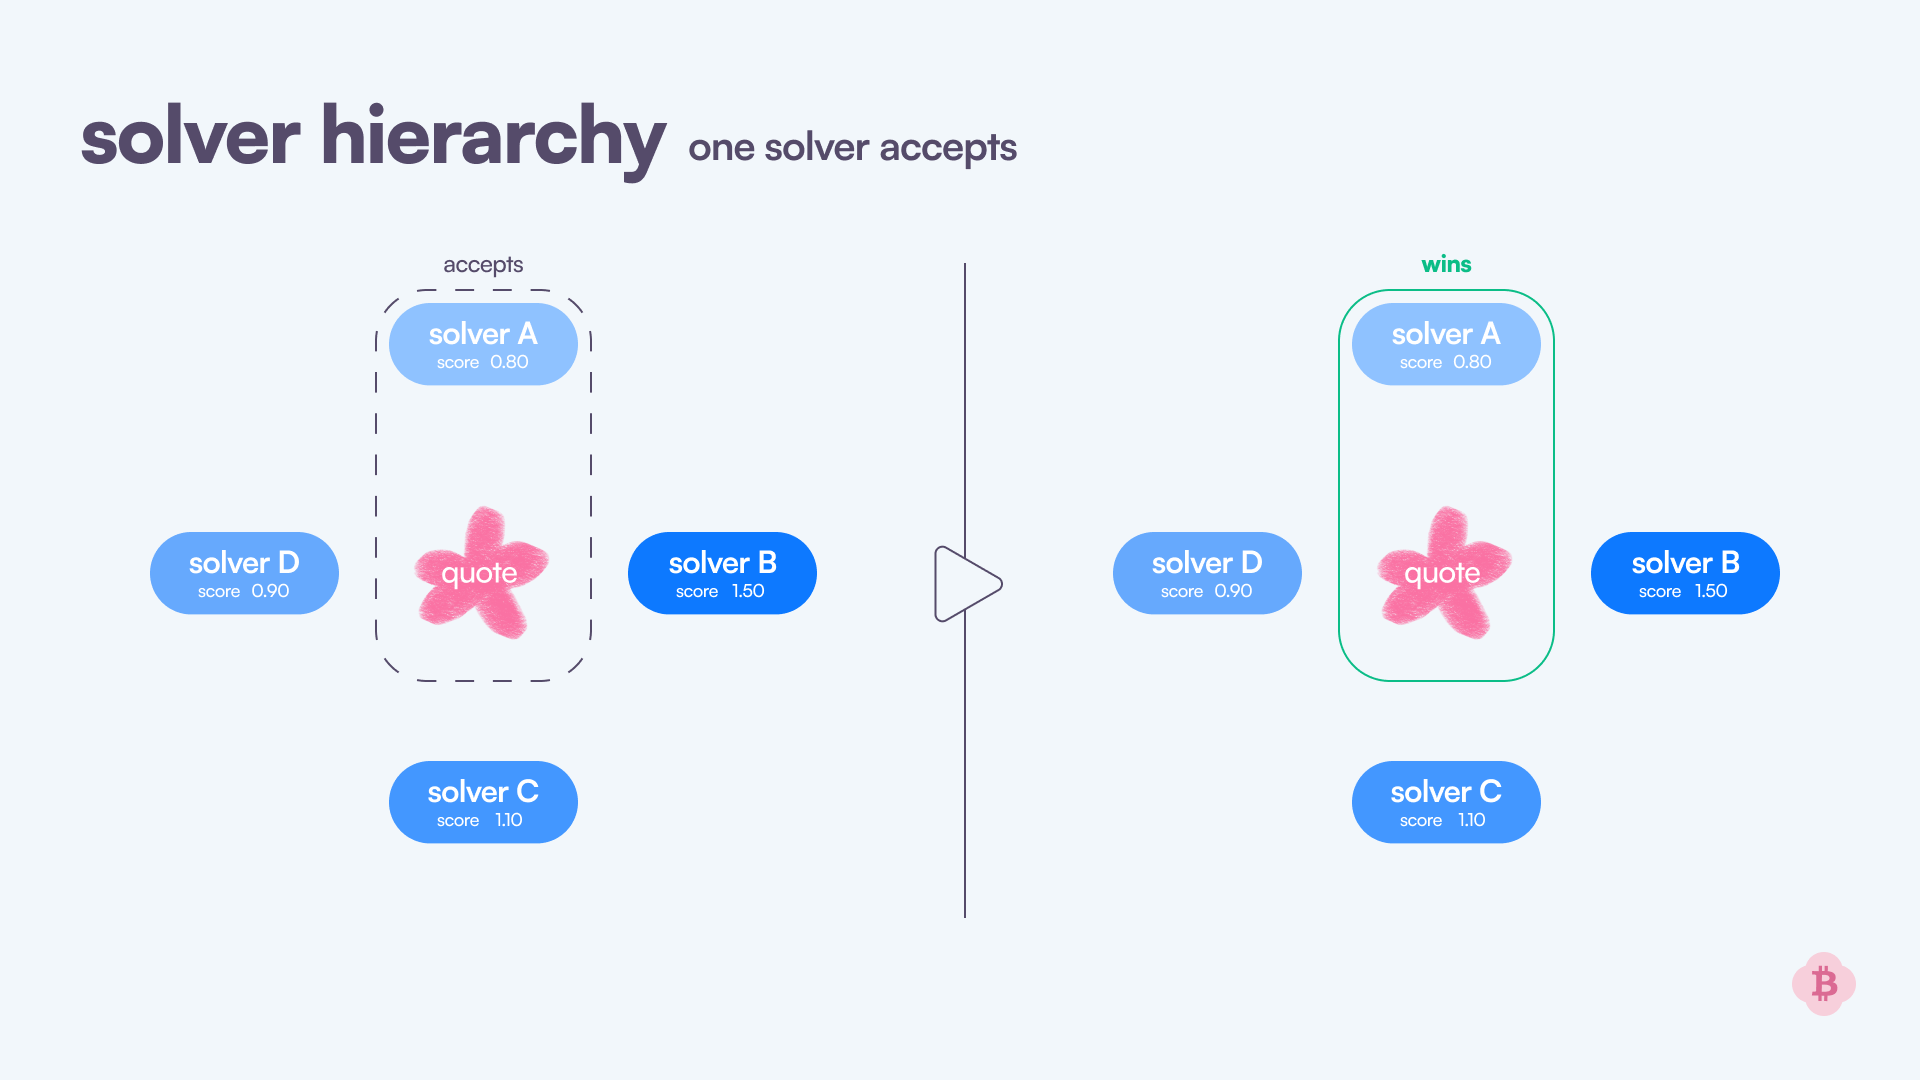 solver hierarchy one solver accepts
accepts
solver A
score 0.80
solver D
score 0.90
quote
solver B
score 1.50
solver C
score 1.10
wins
solver A
score 0.80
solver D
score 0.90
quote
solver B
score 1.50
solver C
score 1.10